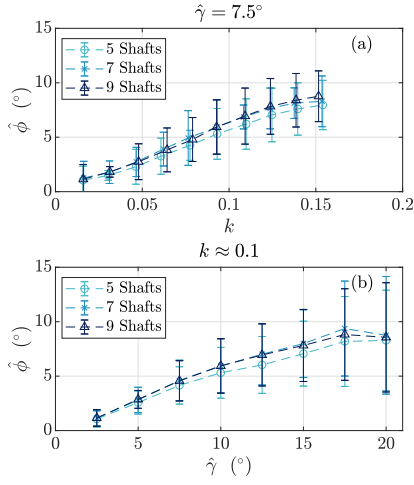 γ̂ = 7.5°
15
10
5
0
ϕ̂ (°)
5 Shafts
7 Shafts
9 Shafts
(a)
0 0.05 0.1 0.15 0.20
k
k ≈ 0.1
15
10
5
0
ϕ̂ (°)
5 Shafts
7 Shafts
9 Shafts
(b)
0 5 10 15 20
γ̂ (°)